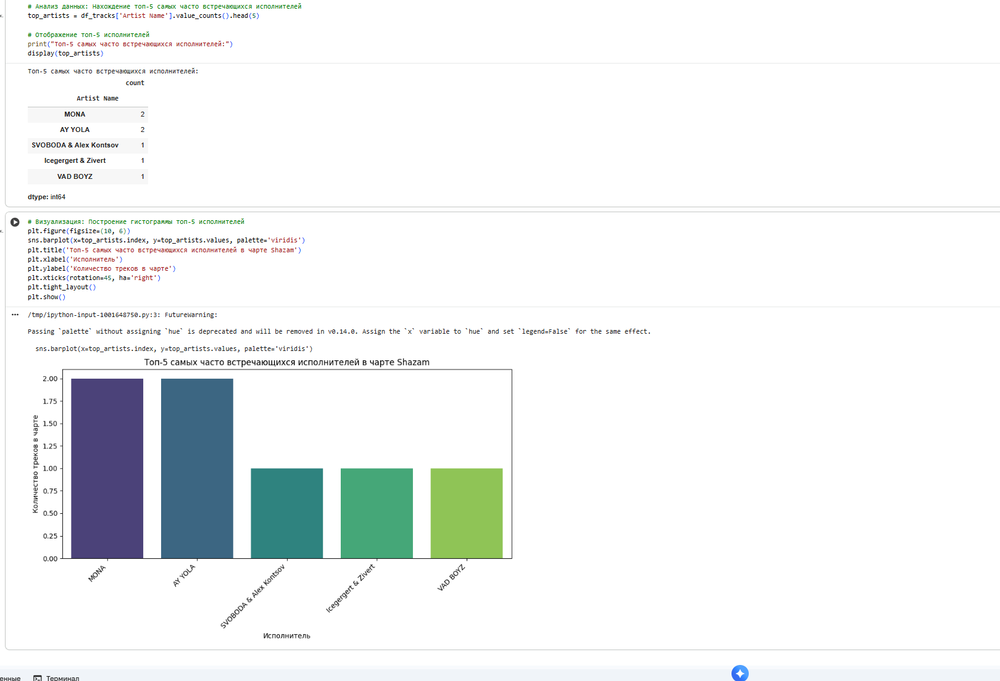 # Анализ данных: Нахождение топ-5 самых часто встречающихся исполнителей
top_artists = df_tracks['Artist Name'].value_counts().head(5)
# Отображение топ-5 исполнителей
print("Топ-5 самых часто встречающихся исполнителей:")
display(top_artists)
Топ-5 самых часто встречающихся исполнителей:
count
Artist Name
MONA 2
AY YOLA 2
SVOBODA & Alex Kontsov 1
Icegergert & Zivert 1
VAD BOYZ 1
dtype: int64
# Визуализация: Построение гистограммы топ-5 исполнителей
plt.figure(figsize=(10, 6))
sns.barplot(x=top_artists.index, y=top_artists.values, palette='viridis')
plt.title('Топ-5 самых часто встречающихся исполнителей в чарте Shazam')
plt.xlabel('Исполнитель')
plt.ylabel('Количество треков в чарте')
plt.xticks(rotation=45, ha='right')
plt.tight_layout()
plt.show()
/tmp/ipython-input-1001648750.py:3: FutureWarning:
Passing `palette` without assigning `hue` is deprecated and will be removed in v0.14.0. Assign the `x` variable to `hue` and set `legend=False` for the same effect.
sns.barplot(x=top_artists.index, y=top_artists.values, palette='viridis')
Топ-5 самых часто встречающихся исполнителей в чарте Shazam
Количество треков в чарте
2.00
1.75
1.50
1.25
1.00
0.75
0.50
0.25
0.00
MONA
AY YOLA
SVOBODA & Alex Kontsov
Icegergert & Zivert
VAD BOYZ
Исполнитель
енные Терминал